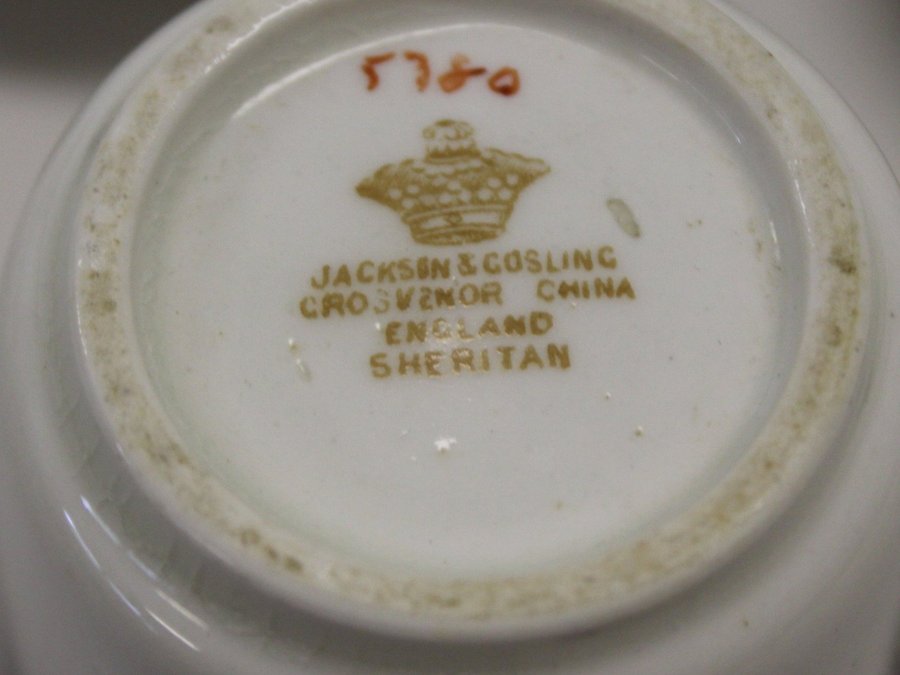 5780
JACKSON & GOSLING
GROSVENOR CHINA
ENGLAND
SHERITAN